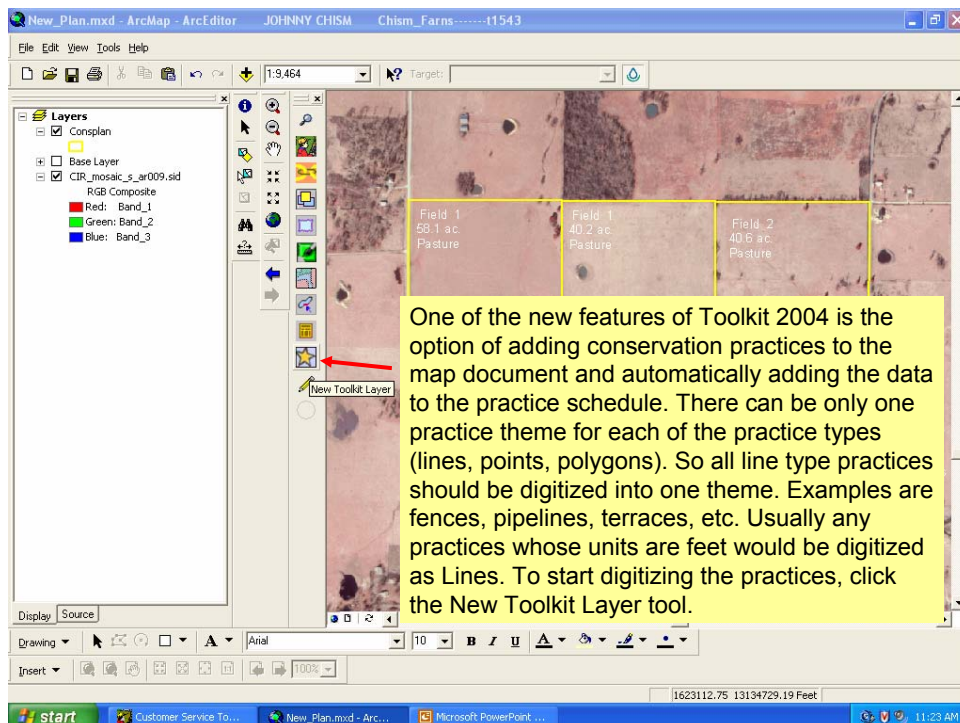 New_Plan.mxd - ArcMap - ArcEditor JOHNNY CHISM Chism_Farns-------t1543
File Edit View Tools Help
1:9,464
Target:
Layers
Consplan
Base Layer
CIR_mosaic_s_ar009.sid
RGB Composite
Red: Band_1
Green: Band_2
Blue: Band_3
Field 1
58.1 ac.
Pasture
Field 1
40.2 ac
Pasture
Field 2
40.6 ac
Pasture
New Toolkit Layer
One of the new features of Toolkit 2004 is the
option of adding conservation practices to the
map document and automatically adding the data
to the practice schedule. There can be only one
practice theme for each of the practice types
(lines, points, polygons). So all line type practices
should be digitized into one theme. Examples are
fences, pipelines, terraces, etc. Usually any
practices whose units are feet would be digitized
as Lines. To start digitizing the practices, click
the New Toolkit Layer tool.
Display Source
Drawing A Arial 10 B I U A
Insert 100%
1623112.75 13134729.19 Feet
start Customer Service To... New_Plan.mxd - Arc... Microsoft PowerPoint ... 11:23 AM